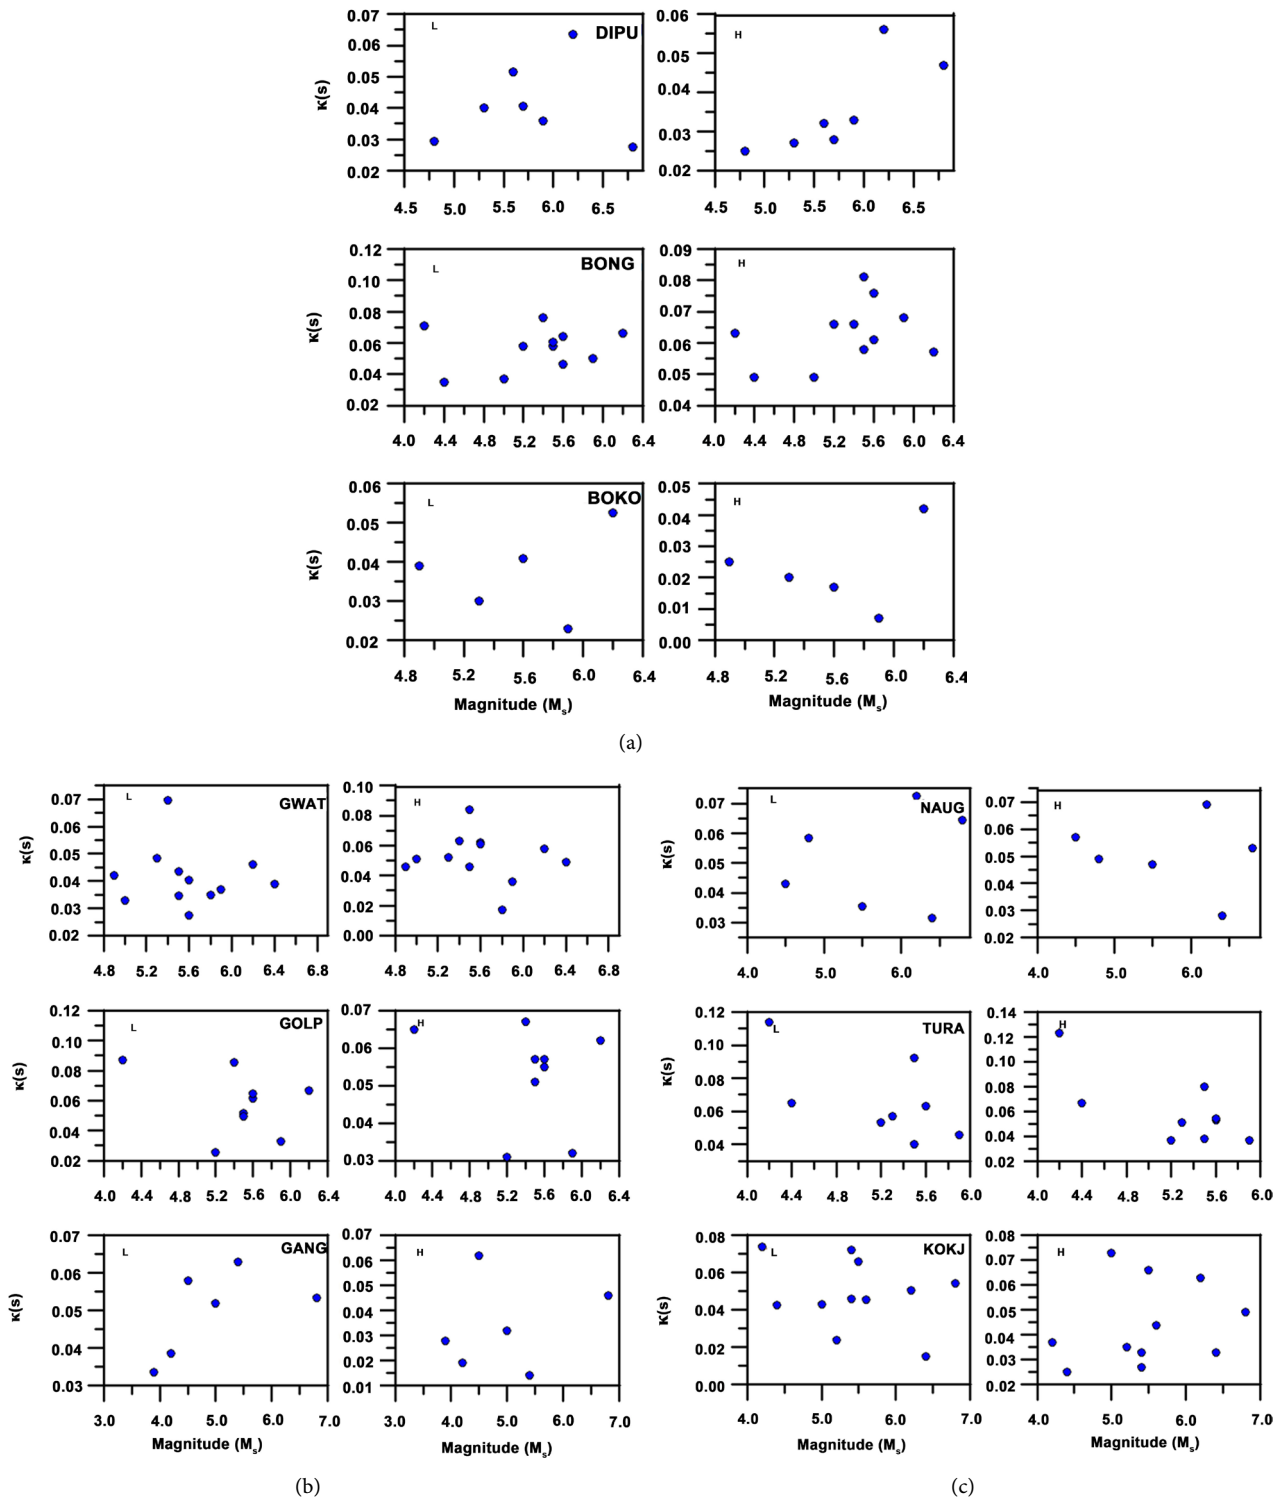 0.07 L DIPU
0.06
0.05
0.04
0.03
0.02
κ(s)
4.5 5.0 5.5 6.0 6.5
0.06 H
0.05
0.04
0.03
0.02
4.5 5.0 5.5 6.0 6.5
0.12 L BONG
0.10
0.08
0.06
0.04
0.02
κ(s)
4.0 4.4 4.8 5.2 5.6 6.0 6.4
0.09 H
0.08
0.07
0.06
0.05
0.04
4.0 4.4 4.8 5.2 5.6 6.0 6.4
0.06 L BOKO
0.05
0.04
0.03
0.02
κ(s)
4.8 5.2 5.6 6.0 6.4
Magnitude (Ms)
0.05 H
0.04
0.03
0.02
0.01
0.00
4.8 5.2 5.6 6.0 6.4
Magnitude (Ms)
(a)
0.07 L GWAT
0.06
0.05
0.04
0.03
0.02
κ(s)
4.8 5.2 5.6 6.0 6.4 6.8
0.10 H
0.08
0.06
0.04
0.02
0.00
4.8 5.2 5.6 6.0 6.4 6.8
0.12 L GOLP
0.10
0.08
0.06
0.04
0.02
κ(s)
4.0 4.4 4.8 5.2 5.6 6.0 6.4
0.07 H
0.06
0.05
0.04
0.03
4.0 4.4 4.8 5.2 5.6 6.0 6.4
0.07 L GANG
0.06
0.05
0.04
0.03
κ(s)
3.0 4.0 5.0 6.0 7.0
Magnitude (Ms)
0.07 H
0.06
0.05
0.04
0.03
0.02
0.01
3.0 4.0 5.0 6.0 7.0
Magnitude (Ms)
(b)
0.07 L NAUG
0.06
0.05
0.04
0.03
κ(s)
4.0 5.0 6.0
0.07 H
0.06
0.05
0.04
0.03
0.02
4.0 5.0 6.0
0.12 L TURA
0.10
0.08
0.06
0.04
κ(s)
4.0 4.4 4.8 5.2 5.6 6.0
0.14 H
0.12
0.10
0.08
0.06
0.04
0.02
4.0 4.4 4.8 5.2 5.6 6.0
0.08 L KOKJ
0.06
0.04
0.02
0.00
κ(s)
4.0 5.0 6.0 7.0
Magnitude (Ms)
0.08 H
0.07
0.06
0.05
0.04
0.03
0.02
4.0 5.0 6.0 7.0
Magnitude (Ms)
(c)